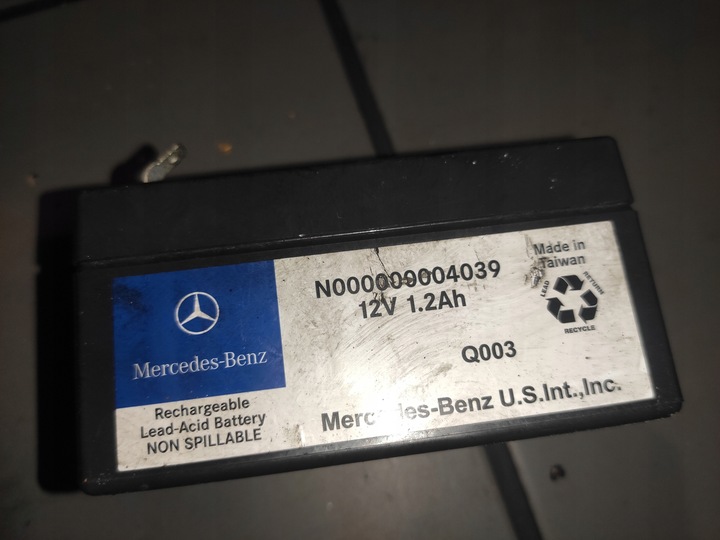 N000000004039
12V 1.2Ah
Made in
Taiwan
LEAD
RETURN
RECYCLE
Q003
Mercedes-Benz
Rechargeable
Lead-Acid Battery
NON SPILLABLE
Mercedes-Benz U.S.Int.,Inc.